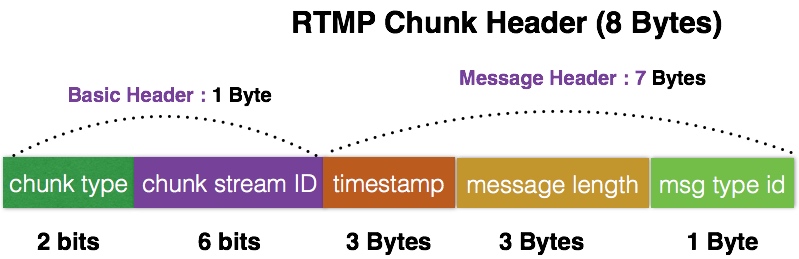 RTMP Chunk Header (8 Bytes)
Basic Header : 1 Byte
Message Header : 7 Bytes
chunk type chunk stream ID timestamp message length msg type id
2 bits 6 bits 3 Bytes 3 Bytes 1 Byte